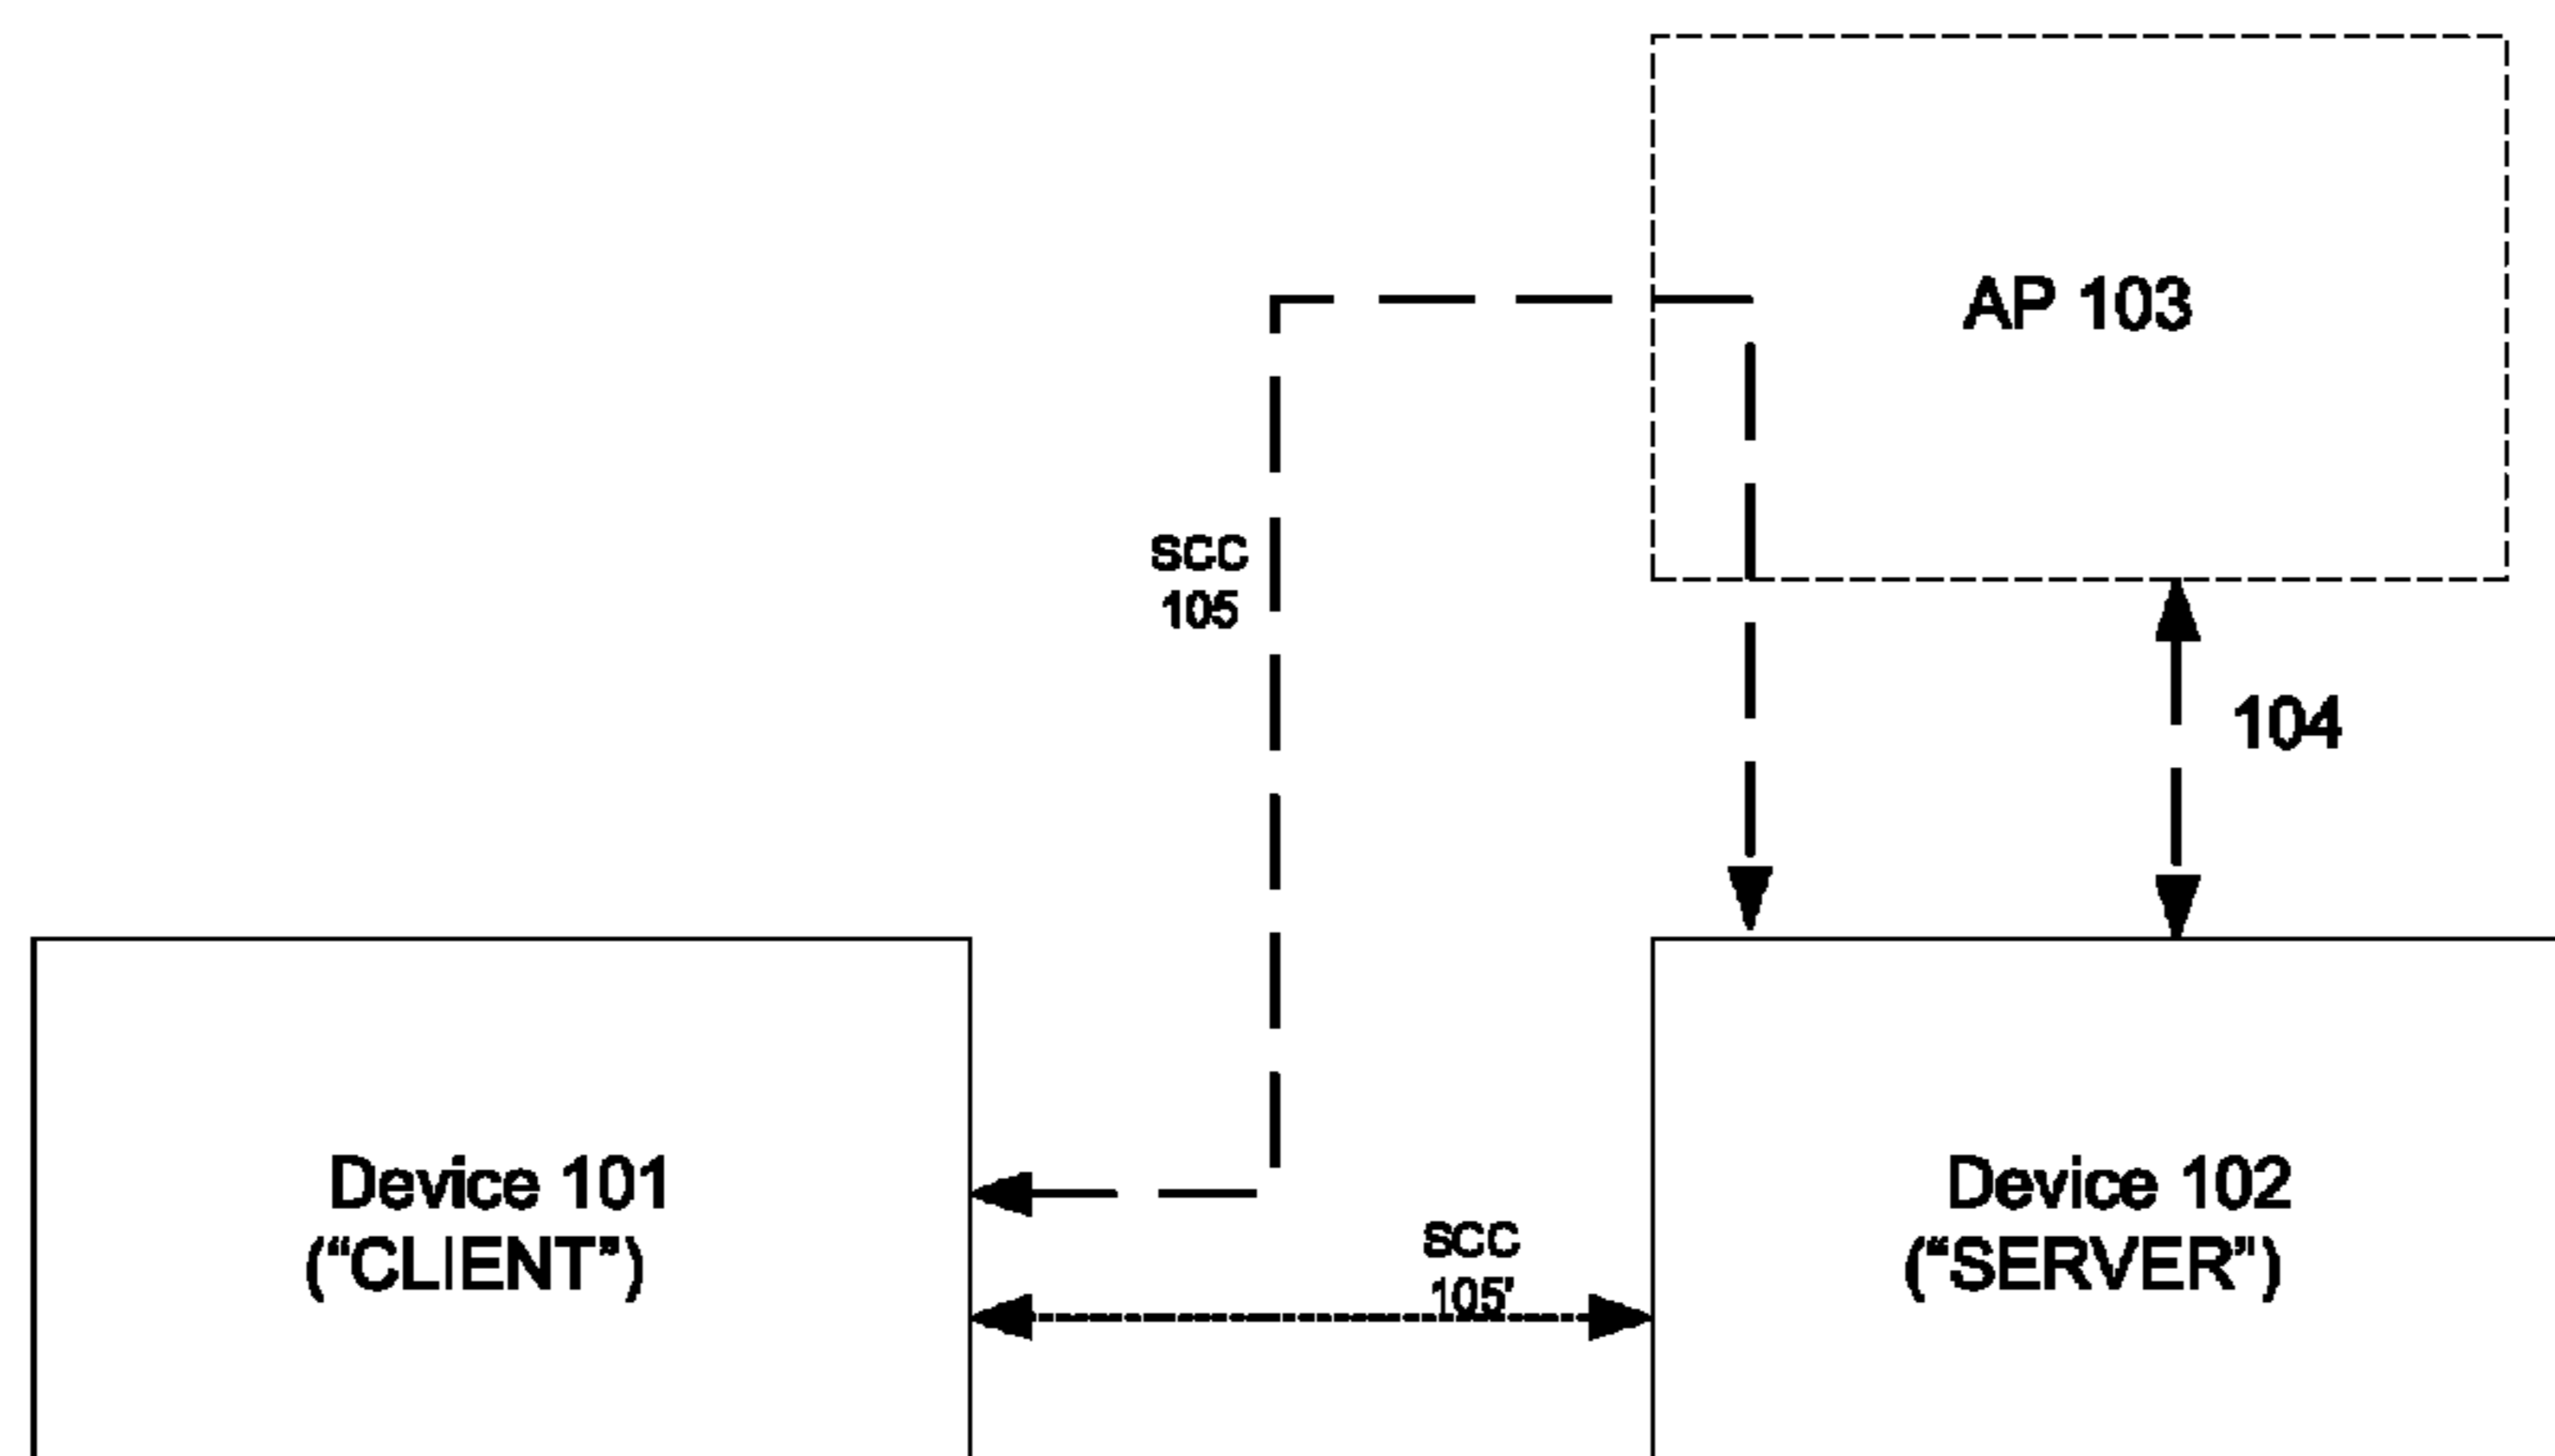 AP 103
SCC
105
104
Device 101
(“CLIENT”)
SCC
105'
Device 102
(“SERVER”)